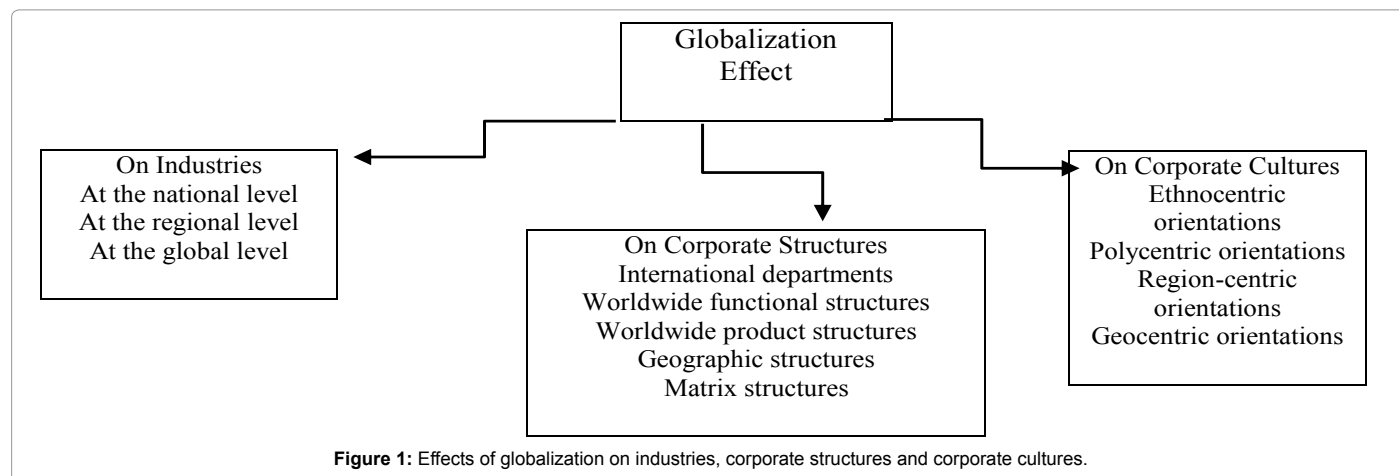 Globalization
Effect
On Industries
At the national level
At the regional level
At the global level
On Corporate Structures
International departments
Worldwide functional structures
Worldwide product structures
Geographic structures
Matrix structures
On Corporate Cultures
Ethnocentric
orientations
Polycentric orientations
Region-centric
orientations
Geocentric orientations
Figure 1: Effects of globalization on industries, corporate structures and corporate cultures.